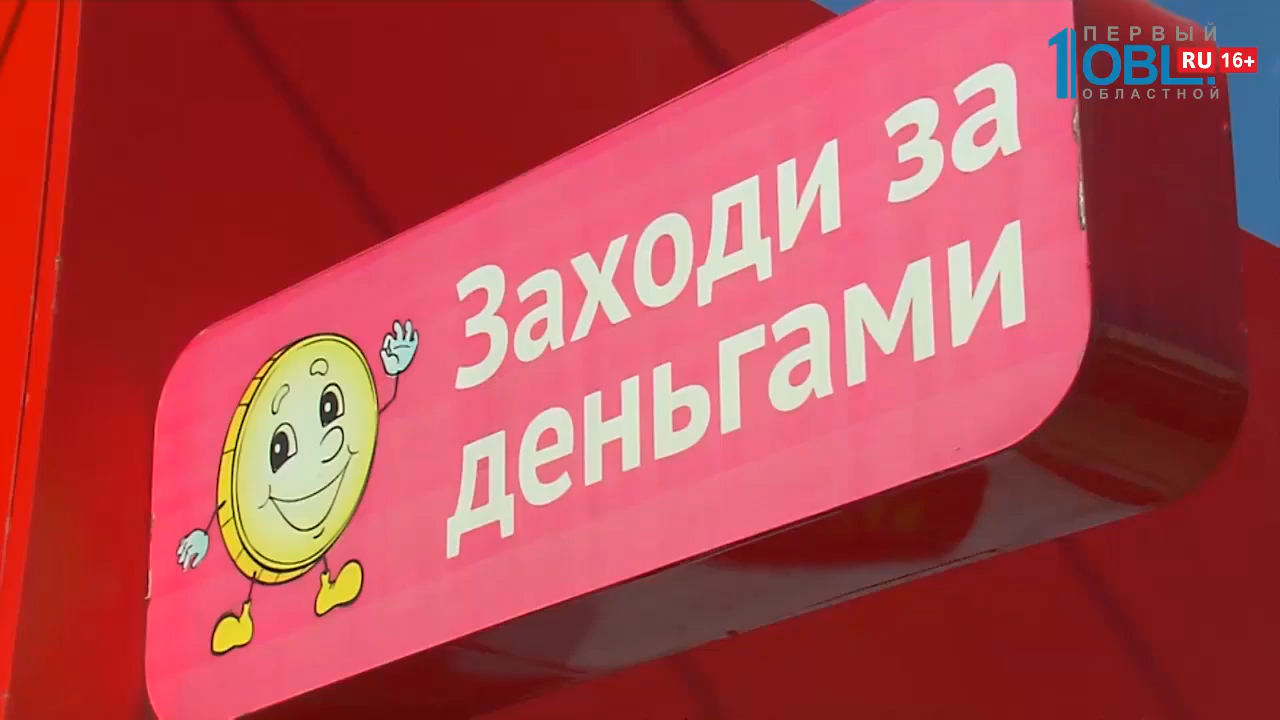 Заходи за
деньгами
ПЕРВЫЙ
1OBL.
RU 16+
ОБЛАСТНОЙ